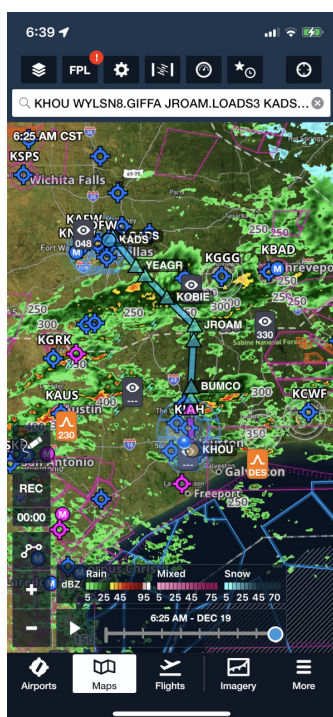 6:39
FPL
!
KHOU WYLSN8.GIFFA JROAM.LOADS3 KADS...
6:25 AM CST
KSPS
Wichita Falls
KADS
048
YEAGR
KGGG
KBAD
Shrevepo
KOBIE
250
300
250
JROAM
330
KGRK
BUMCO
KCWF
KAUS
Austin
KIAH
230
KHOU
Galveston
DES
San Antonio
Freeport
REC
00:00
Rain Mixed Snow
dBZ
5 25 45 95 5 25 45 5 25 45 70
6:25 AM - DEC 19
Airports Maps Flights Imagery More